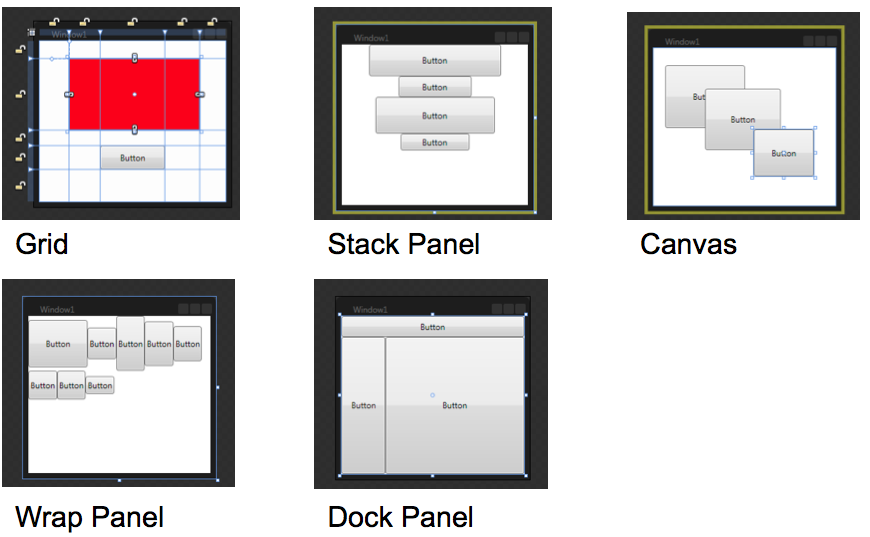 Window1
Button
Grid
Window1
Button
Button
Button
Button
Stack Panel
Window1
Button
Button
Button
Canvas
Window1
Button Button Button Button Button
Button Button Button
Wrap Panel
Window1
Button
Button Button
Dock Panel